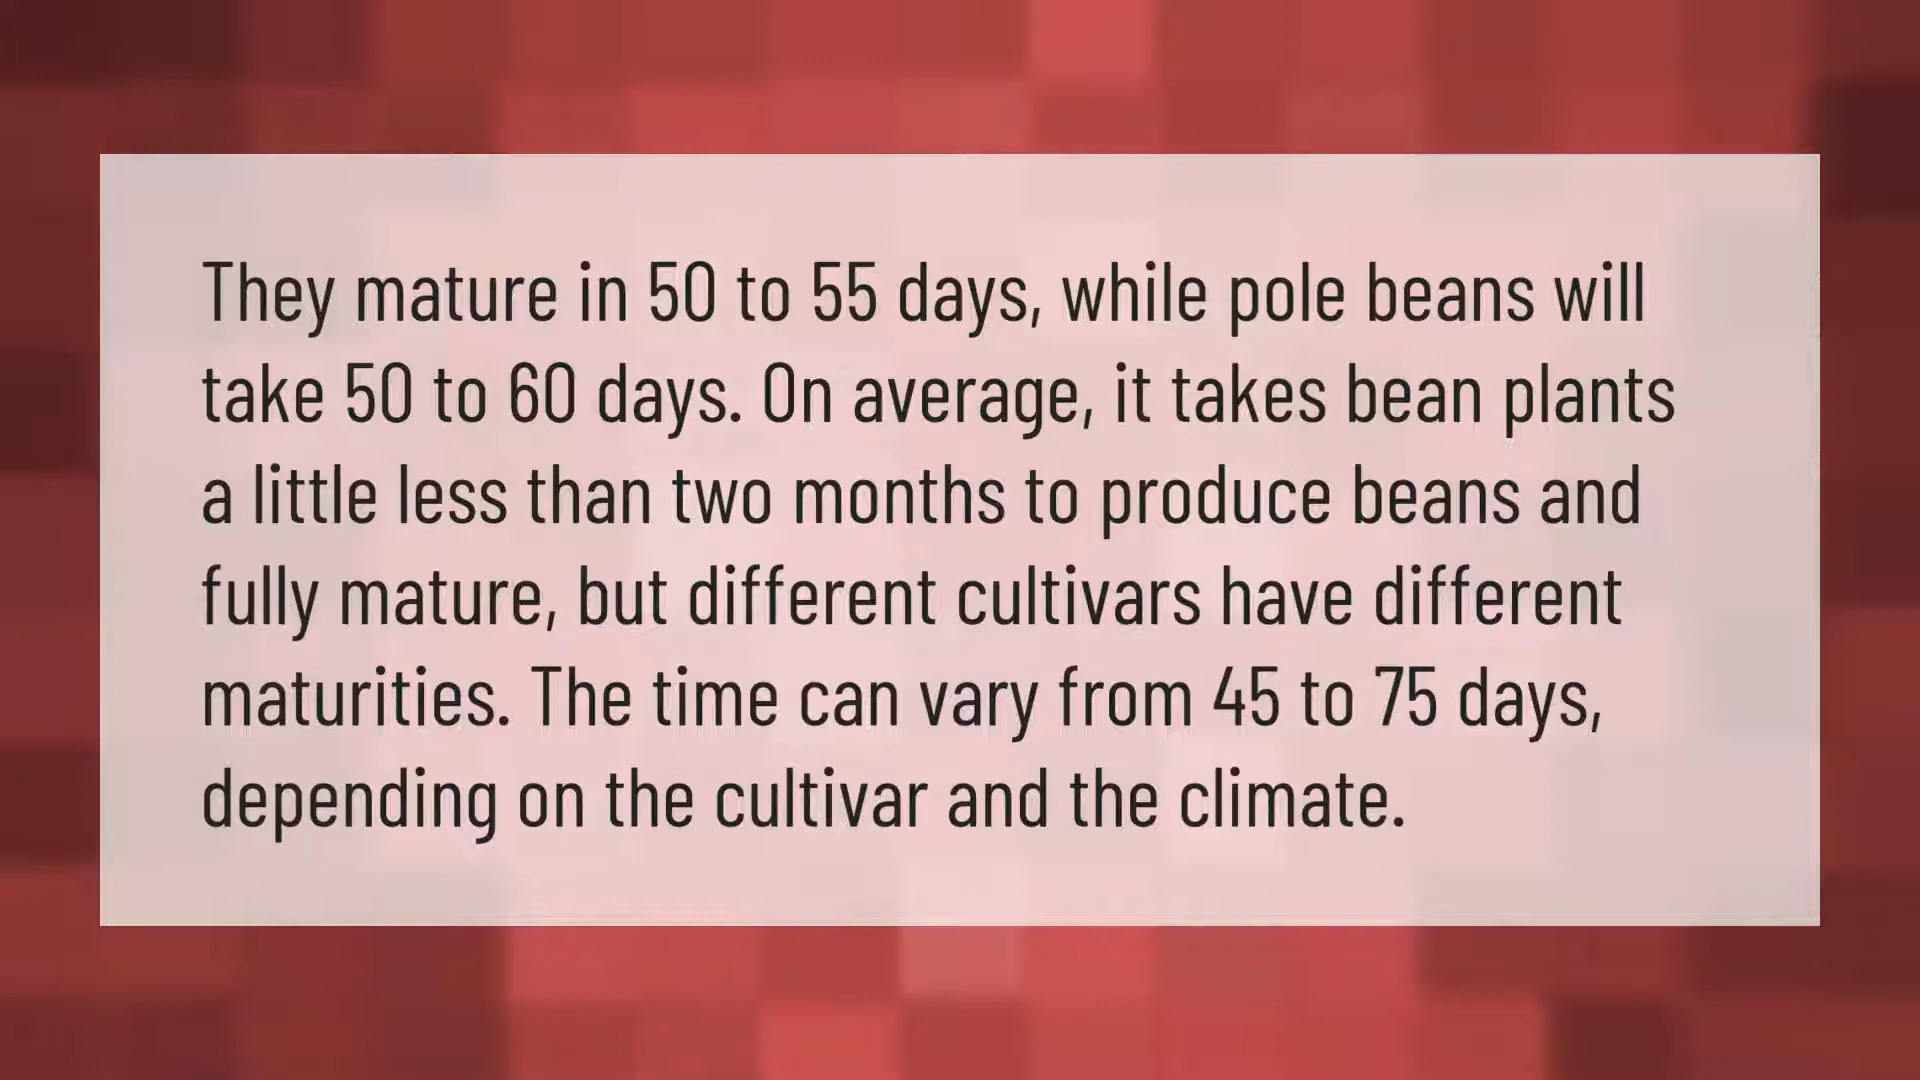 They mature in 50 to 55 days, while pole beans will
take 50 to 60 days. On average, it takes bean plants
a little less than two months to produce beans and
fully mature, but different cultivars have different
maturities. The time can vary from 45 to 75 days,
depending on the cultivar and the climate.